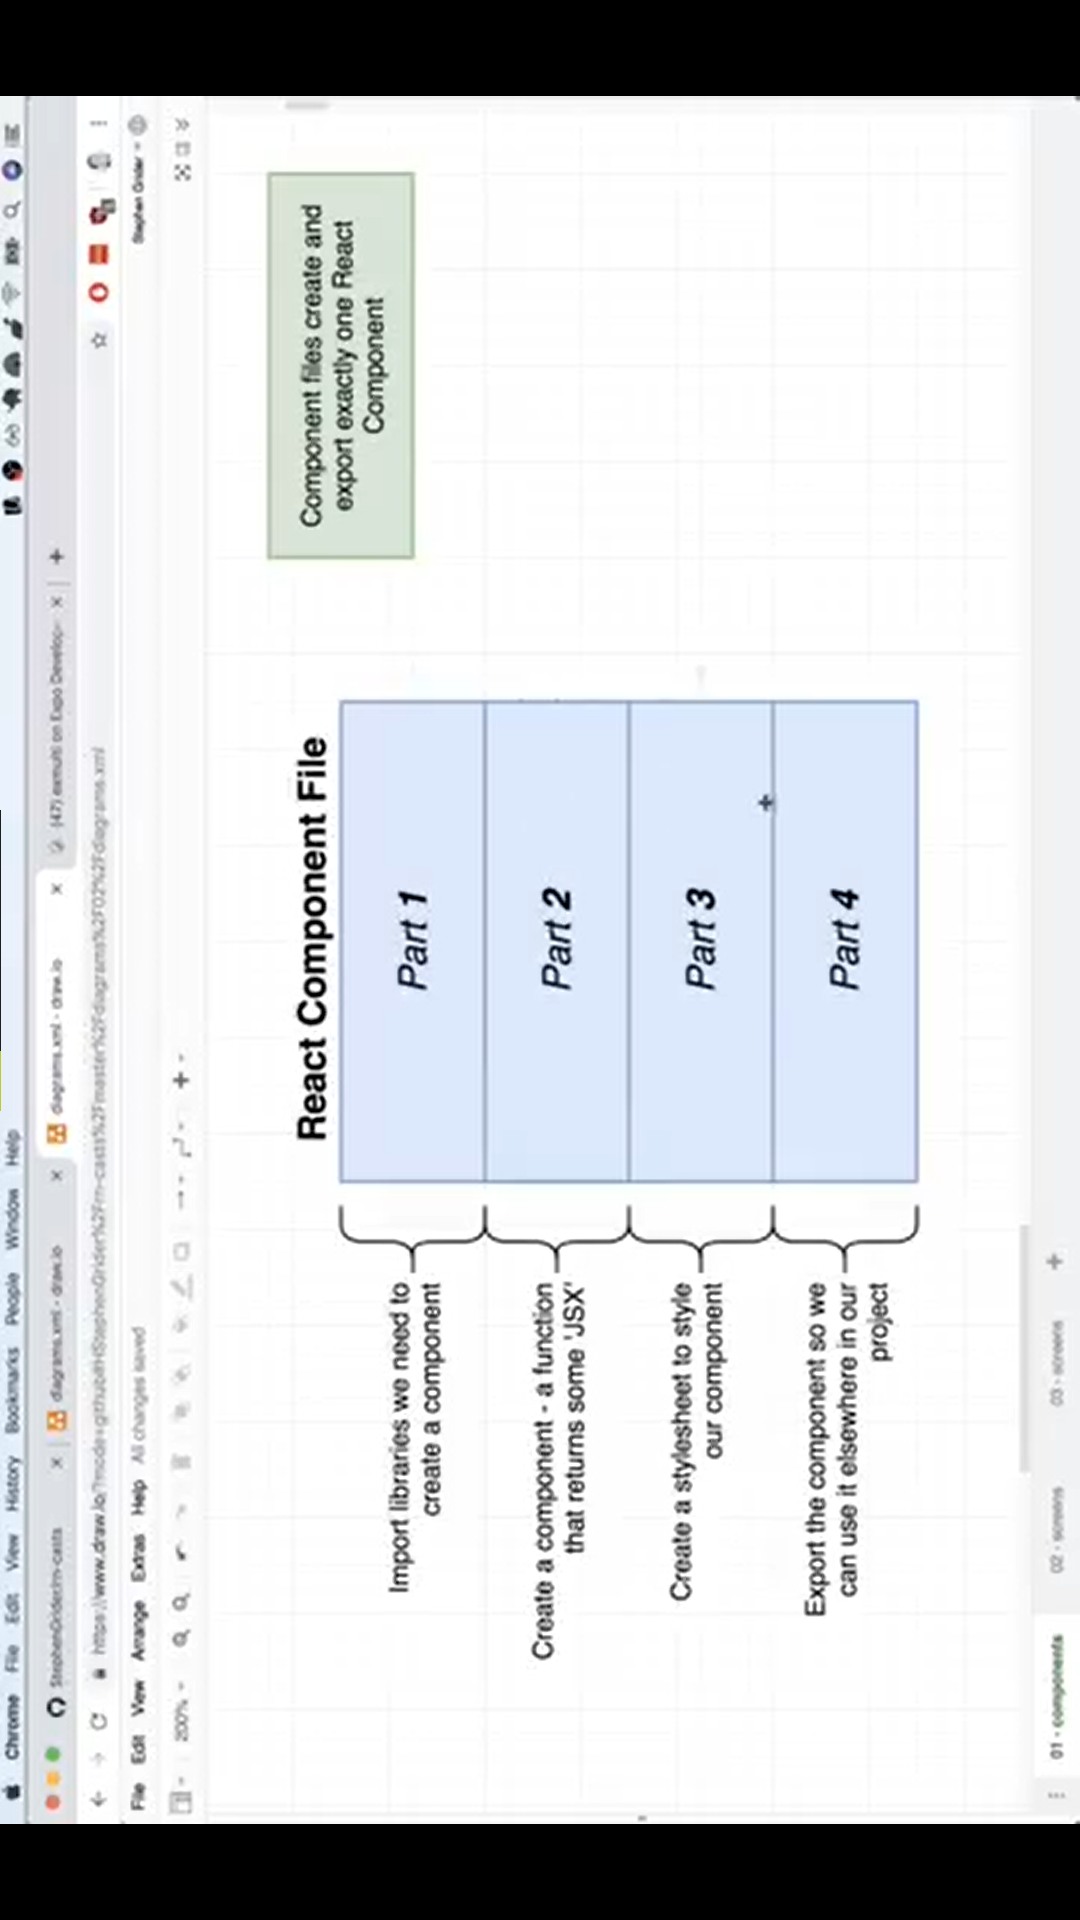 Chrome File Edit View History Bookmarks People Window Help
StephenGrider/rn-casts
diagrams.xml - draw.io
diagrams.xml - draw.io
(47) exmulti on Expo Develop
https://www.draw.io/?mode=github#HStephenGrider%2Frn-casts%2Fmaster%2Fdiagrams%2F02%2Fdiagrams.xml
File Edit View Arrange Extras Help All changes saved
Stephen Grider
200%
React Component File
Component files create and
export exactly one React
Component
Import libraries we need to
create a component
Part 1
Create a component - a function
that returns some 'JSX'
Part 2
Create a stylesheet to style
our component
Part 3
Export the component so we
can use it elsewhere in our
project
Part 4
01 - components
02 - screens
03 - screens